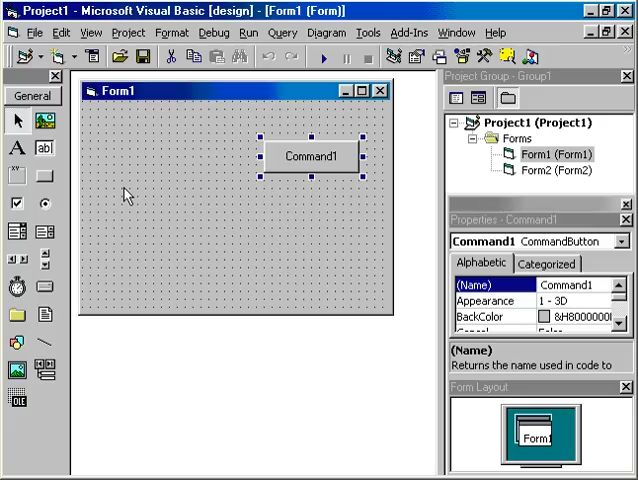 Project1 - Microsoft Visual Basic [design] - [Form1 (Form)]
File Edit View Project Format Debug Run Query Diagram Tools Add-Ins Window Help
General
A
ab|
xv
OLE
Form1
Command1
Project Group - Group1
Project1 (Project1)
Forms
Form1 (Form1)
Form2 (Form2)
Properties - Command1
Command1 CommandButton
Alphabetic Categorized
(Name) Command1
Appearance 1 - 3D
BackColor &H8000000
(Name)
Returns the name used in code to
Form Layout
Form1